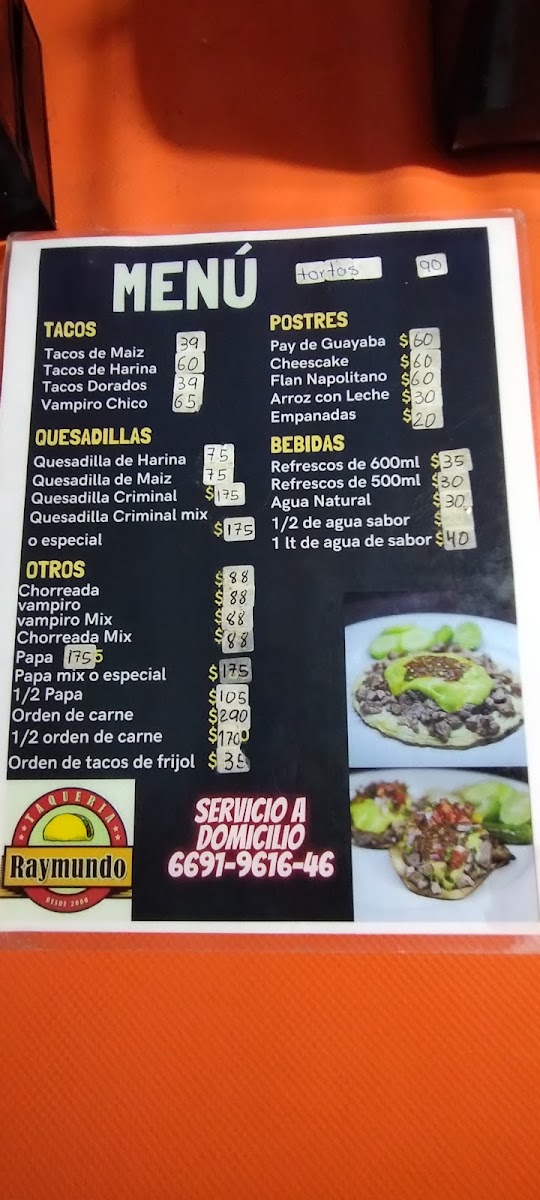 MENÚ
tortas 90
TACOS
Tacos de Maiz 39
Tacos de Harina 60
Tacos Dorados 39
Vampiro Chico 65
QUESADILLAS
Quesadilla de Harina 75
Quesadilla de Maiz 75
Quesadilla Criminal $175
Quesadilla Criminal mix
o especial $175
OTROS
Chorreada $88
vampiro $88
vampiro Mix $88
Chorreada Mix $88
Papa 175
Papa mix o especial $175
1/2 Papa $105
Orden de carne $290
1/2 orden de carne $170
Orden de tacos de frijol $35
POSTRES
Pay de Guayaba $60
Cheescake $60
Flan Napolitano $60
Arroz con Leche $30
Empanadas $20
BEBIDAS
Refrescos de 600ml $35
Refrescos de 500ml $30
Agua Natural $30
1/2 de agua sabor $
1 lt de agua de sabor $40
TAQUERIA
Raymundo
DESDE 2000
SERVICIO A
DOMICILIO
6691-9616-46